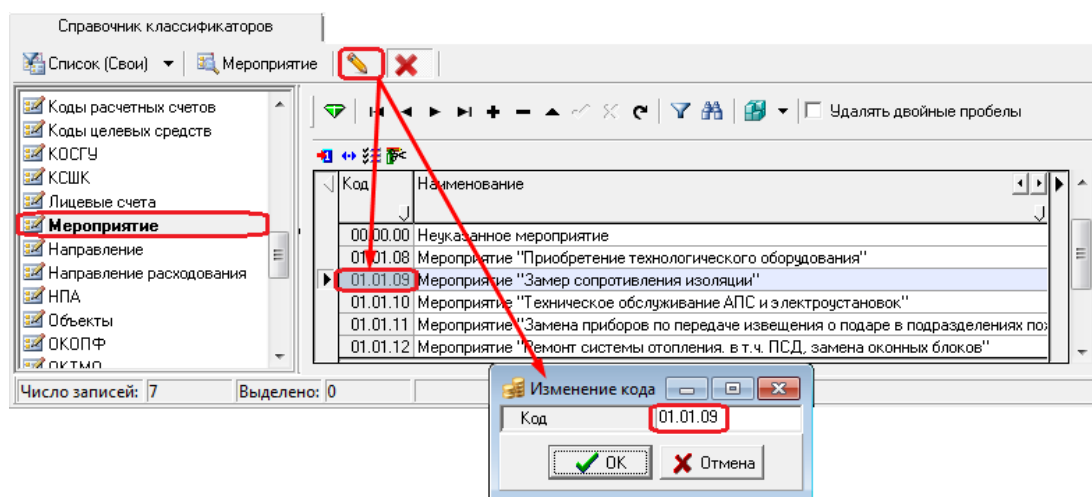 Справочник классификаторов
Список (Свои) Мероприятие
Коды расчетных счетов
Коды целевых средств
КОСГУ
КСШК
Лицевые счета
Мероприятие
Направление
Направление расходования
НПА
Объекты
ОКОПФ
ОКТМО
Удалять двойные пробелы
Код Наименование
00.00.00 Неуказанное мероприятие
01.01.08 Мероприятие "Приобретение технологического оборудования"
01.01.09 Мероприятие "Замер сопротивления изоляции"
01.01.10 Мероприятие "Техническое обслуживание АПС и электроустановок"
01.01.11 Мероприятие "Замена приборов по передаче извещения о подаре в подразделениях по
01.01.12 Мероприятие "Ремонт системы отопления. в т.ч. ПСД, замена оконных блоков"
Число записей: 7 Выделено: 0
Изменение кода
Код 01.01.09
OK Отмена